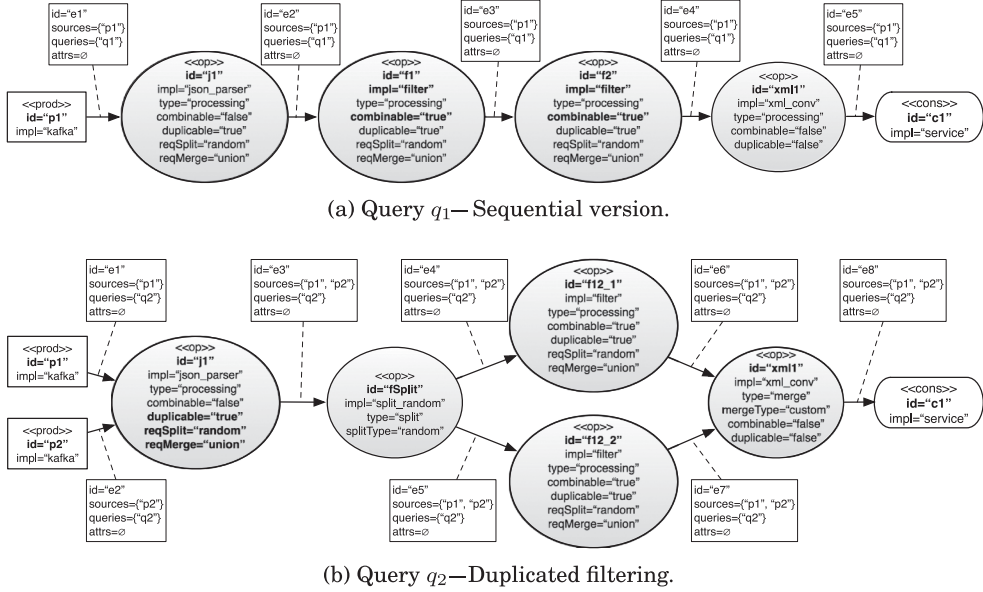 id=“e1”
sources={“p1”}
queries={“q1”}
attrs=∅
id=“e2”
sources={“p1”}
queries={“q1”}
attrs=∅
id=“e3”
sources={“p1”}
queries={“q1”}
attrs=∅
id=“e4”
sources={“p1”}
queries={“q1”}
attrs=∅
id=“e5”
sources={“p1”}
queries={“q1”}
attrs=∅
<<prod>>
id=“p1”
impl=“kafka”
<<op>>
id=“j1”
impl=“json_parser”
type=“processing”
combinable=“false”
duplicable=“true”
reqSplit=“random”
reqMerge=“union”
<<op>>
id=“f1”
impl=“filter”
type=“processing”
combinable=“true”
duplicable=“true”
reqSplit=“random”
reqMerge=“union”
<<op>>
id=“f2”
impl=“filter”
type=“processing”
combinable=“true”
duplicable=“true”
reqSplit=“random”
reqMerge=“union”
<<op>>
id=“xml1”
impl=“xml_conv”
type=“processing”
combinable=“false”
duplicable=“false”
<<cons>>
id=“c1”
impl=“service”
(a) Query q₁— Sequential version.
id=“e1”
sources={“p1”}
queries={“q2”}
attrs=∅
id=“e3”
sources={“p1”, “p2”}
queries={“q2”}
attrs=∅
id=“e4”
sources={“p1”, “p2”}
queries={“q2”}
attrs=∅
<<op>>
id=“f12_1”
impl=“filter”
type=“processing”
combinable=“true”
duplicable=“true”
reqSplit=“random”
reqMerge=“union”
id=“e6”
sources={“p1”, “p2”}
queries={“q2”}
attrs=∅
id=“e8”
sources={“p1”, “p2”}
queries={“q2”}
attrs=∅
<<prod>>
id=“p1”
impl=“kafka”
<<prod>>
id=“p2”
impl=“kafka”
<<op>>
id=“j1”
impl=“json_parser”
type=“processing”
combinable=“false”
duplicable=“true”
reqSplit=“random”
reqMerge=“union”
<<op>>
id=“fSplit”
impl=“split_random”
type=“split”
splitType=“random”
<<op>>
id=“xml1”
impl=“xml_conv”
type=“merge”
mergeType=“custom”
combinable=“false”
duplicable=“false”
<<cons>>
id=“c1”
impl=“service”
id=“e2”
sources={“p2”}
queries={“q2”}
attrs=∅
id=“e5”
sources={“p1”, “p2”}
queries={“q2”}
attrs=∅
<<op>>
id=“f12_2”
impl=“filter”
type=“processing”
combinable=“true”
duplicable=“true”
reqSplit=“random”
reqMerge=“union”
id=“e7”
sources={“p1”, “p2”}
queries={“q2”}
attrs=∅
(b) Query q₂—Duplicated filtering.